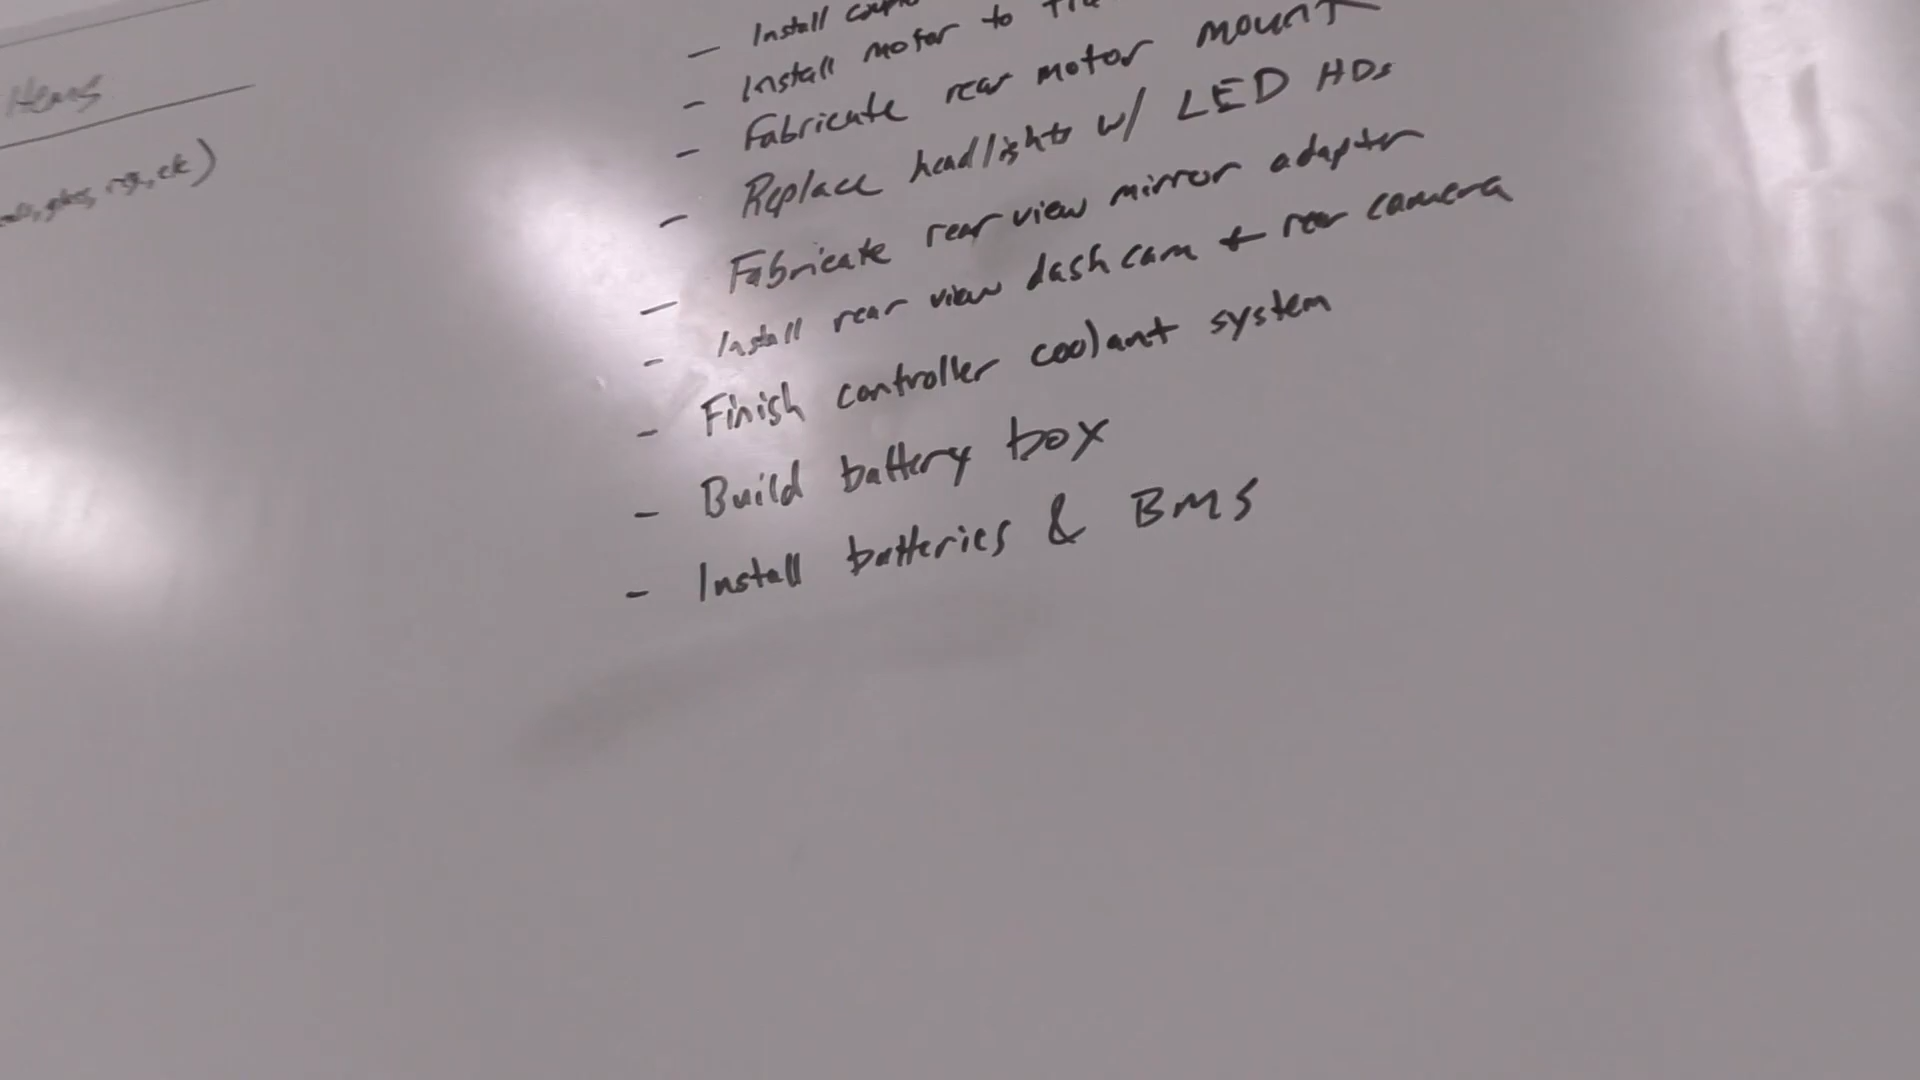 Items
- Install
- Install motor to
- Fabricate rear motor mount
- Replace headlights w/ LED HDs
- Fabricate rear view mirror adapter
- Install rear view dash cam + rear camera
- Finish controller coolant system
- Build battery box
- Install batteries & BMS